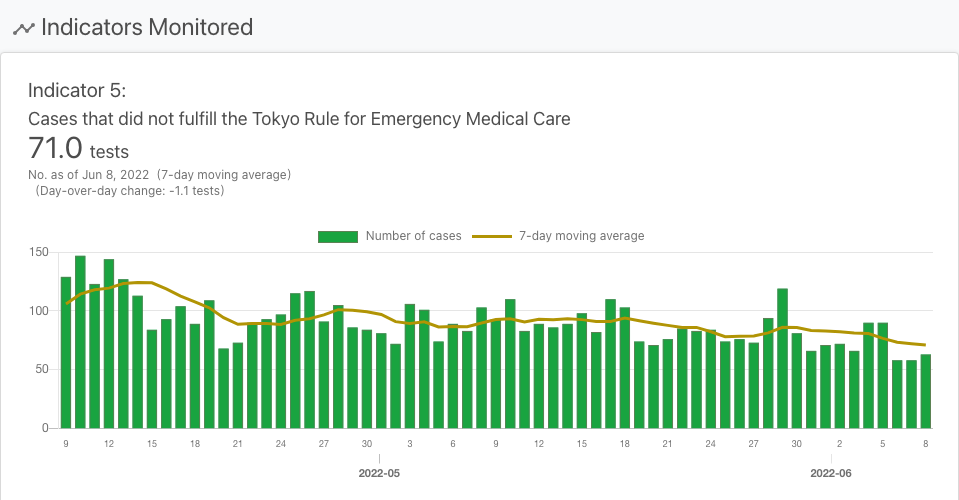 Indicators Monitored
Indicator 5:
Cases that did not fulfill the Tokyo Rule for Emergency Medical Care
71.0 tests
No. as of Jun 8, 2022 (7-day moving average)
(Day-over-day change: -1.1 tests)
Number of cases 7-day moving average
150
100
50
0
9 12 15 18 21 24 27 30 3 6 9 12 15 18 21 24 27 30 2 5 8
2022-05 2022-06